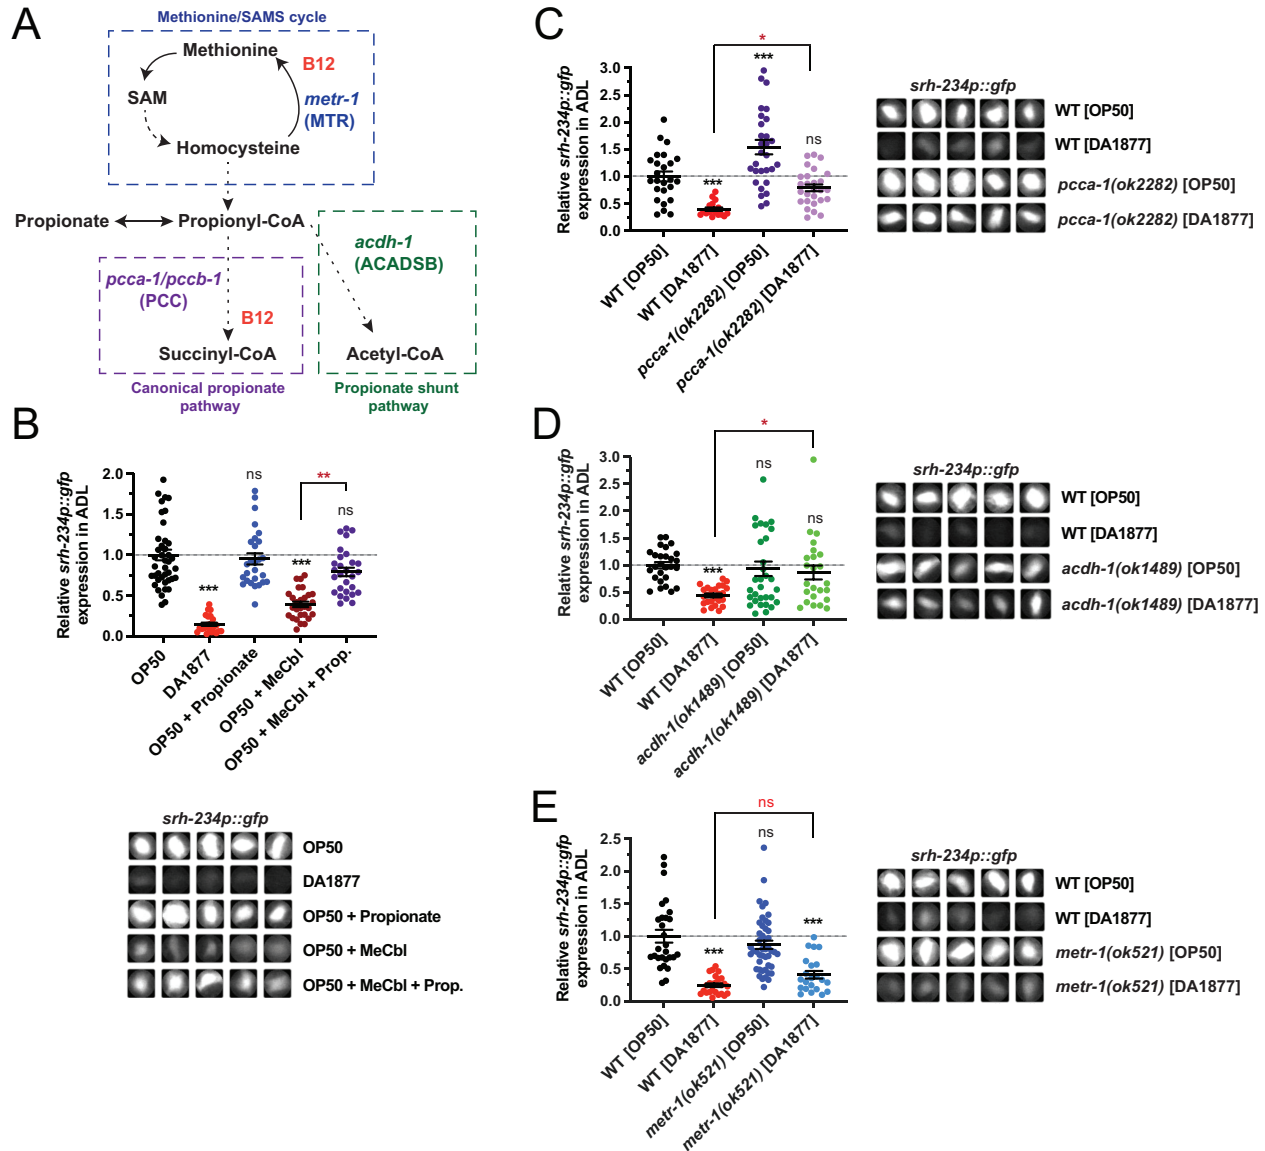 A
Methionine/SAMS cycle
Methionine
B12
SAM
metr-1
(MTR)
Homocysteine
Propionate
Propionyl-CoA
acdh-1
(ACADSB)
pcca-1/pccb-1
(PCC)
B12
Succinyl-CoA
Acetyl-CoA
Canonical propionate
pathway
Propionate shunt
pathway
B
Relative srh-234p::gfp
expression in ADL
2.0
1.5
1.0
0.5
0.0
***
ns
***
**
ns
OP50
DA1877
OP50 + Propionate
OP50 + MeCbl
OP50 + MeCbl + Prop.
srh-234p::gfp
OP50
DA1877
OP50 + Propionate
OP50 + MeCbl
OP50 + MeCbl + Prop.
C
Relative srh-234p::gfp
expression in ADL
3.0
2.5
2.0
1.5
1.0
0.5
0.0
*
***
***
ns
WT [OP50]
WT [DA1877]
pcca-1(ok2282) [OP50]
pcca-1(ok2282) [DA1877]
srh-234p::gfp
WT [OP50]
WT [DA1877]
pcca-1(ok2282) [OP50]
pcca-1(ok2282) [DA1877]
D
Relative srh-234p::gfp
expression in ADL
3.0
2.5
2.0
1.5
1.0
0.5
0.0
*
***
ns
ns
WT [OP50]
WT [DA1877]
acdh-1(ok1489) [OP50]
acdh-1(ok1489) [DA1877]
srh-234p::gfp
WT [OP50]
WT [DA1877]
acdh-1(ok1489) [OP50]
acdh-1(ok1489) [DA1877]
E
Relative srh-234p::gfp
expression in ADL
2.5
2.0
1.5
1.0
0.5
0.0
ns
***
ns
***
WT [OP50]
WT [DA1877]
metr-1(ok521) [OP50]
metr-1(ok521) [DA1877]
srh-234p::gfp
WT [OP50]
WT [DA1877]
metr-1(ok521) [OP50]
metr-1(ok521) [DA1877]